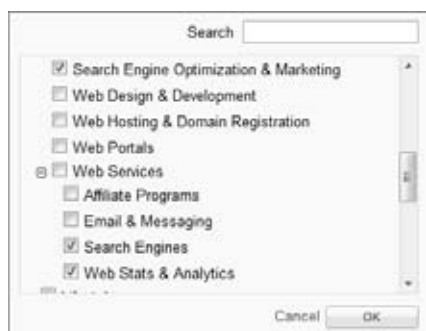 Search
Search Engine Optimization & Marketing
Web Design & Development
Web Hosting & Domain Registration
Web Portals
Web Services
Affiliate Programs
Email & Messaging
Search Engines
Web Stats & Analytics
Cancel OK